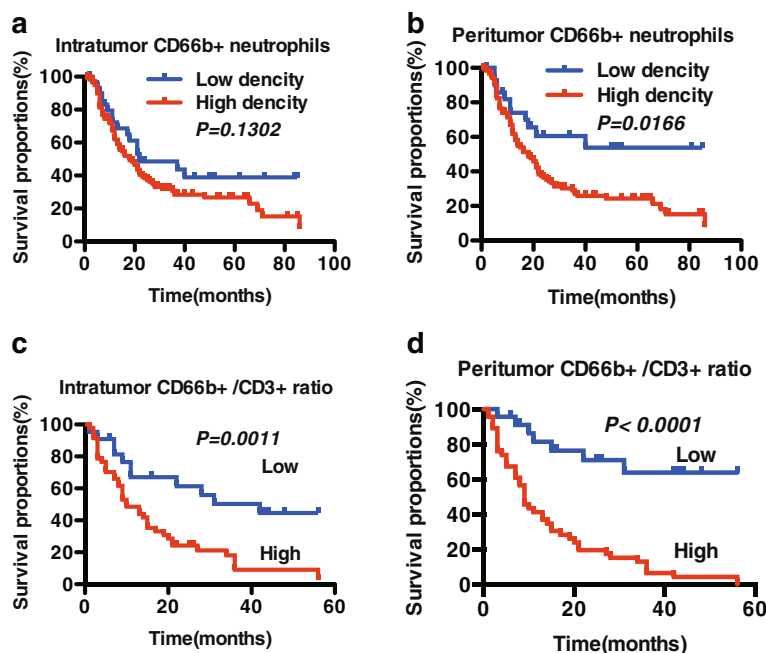 a
Intratumor CD66b+ neutrophils
Survival proportions(%)
100
80
60
40
20
0
Low dencity
High dencity
P=0.1302
0 20 40 60 80 100
Time(months)
b
Peritumor CD66b+ neutrophils
Survival proportions(%)
100
80
60
40
20
0
Low dencity
High dencity
P=0.0166
0 20 40 60 80 100
Time(months)
c
Intratumor CD66b+ /CD3+ ratio
Survival proportions(%)
100
80
60
40
20
0
P=0.0011
Low
High
0 20 40 60
Time(months)
d
Peritumor CD66b+ /CD3+ ratio
Survival proportions(%)
100
80
60
40
20
0
P< 0.0001
Low
High
0 20 40 60
Time(months)